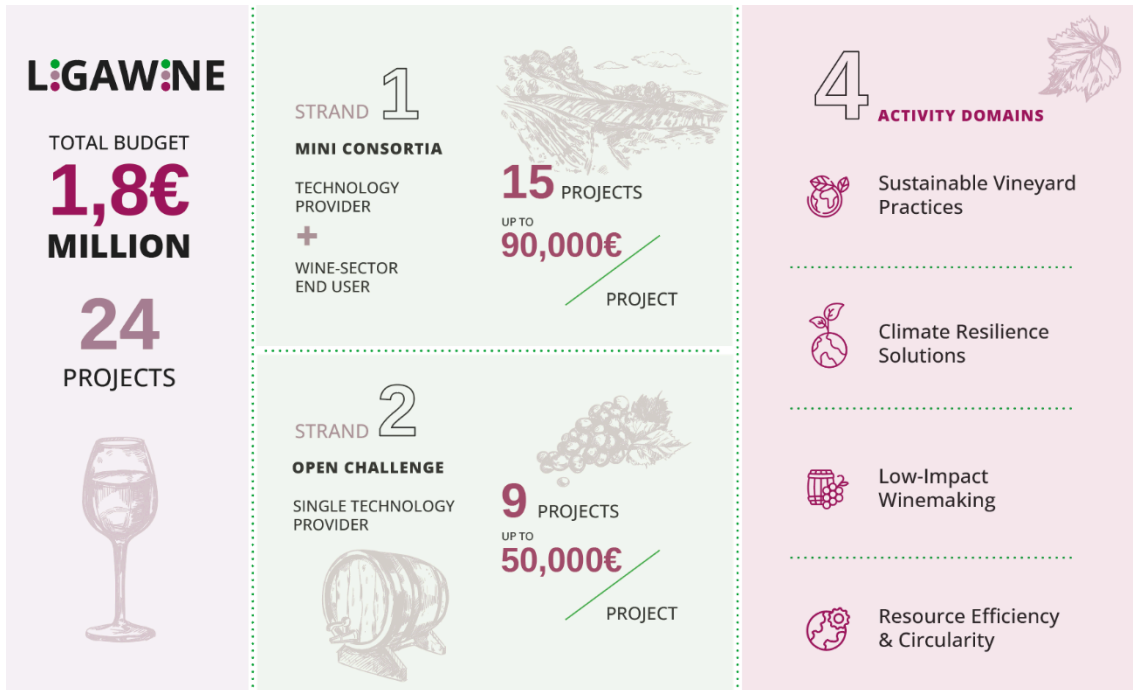 LIGAWINE
TOTAL BUDGET
1,8€
MILLION
24
PROJECTS
STRAND 1
MINI CONSORTIA
TECHNOLOGY
PROVIDER
+
WINE-SECTOR
END USER
15 PROJECTS
UP TO
90,000€
PROJECT
STRAND 2
OPEN CHALLENGE
SINGLE TECHNOLOGY
PROVIDER
9 PROJECTS
UP TO
50,000€
PROJECT
4
ACTIVITY DOMAINS
Sustainable Vineyard
Practices
Climate Resilience
Solutions
Low-Impact
Winemaking
Resource Efficiency
& Circularity